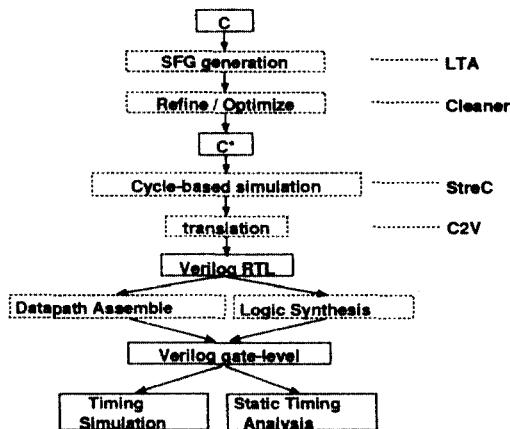 C
SFG generation
LTA
Refine / Optimize
Cleaner
C*
Cycle-based simulation
StreC
translation
C2V
Verilog RTL
Datapath Assemble
Logic Synthesis
Verilog gate-level
Timing
Simulation
Static Timing
Analysis